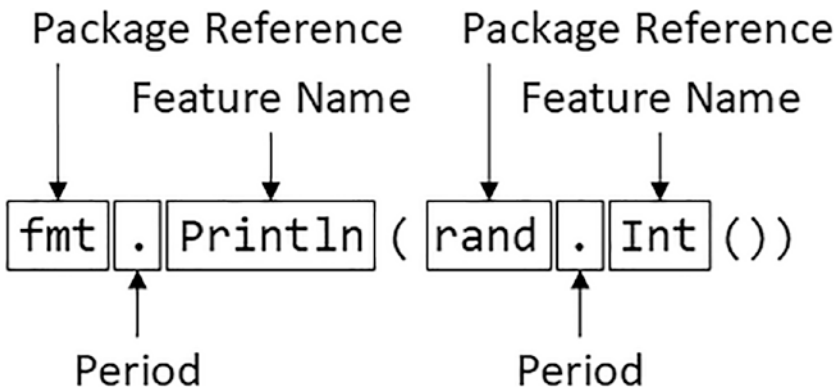 Package Reference Package Reference
Feature Name Feature Name
fmt . Println ( rand . Int ())
Period Period